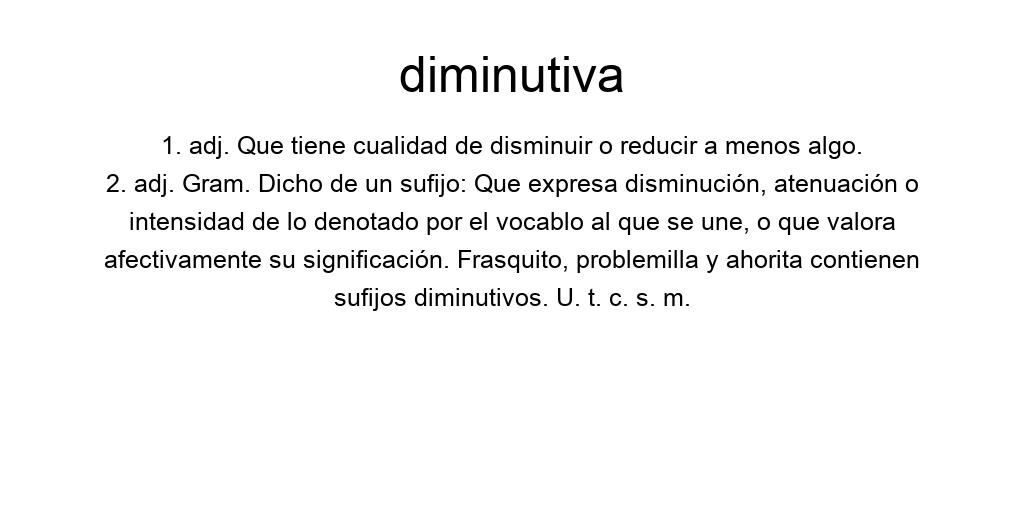 diminutiva
1. adj. Que tiene cualidad de disminuir o reducir a menos algo.
2. adj. Gram. Dicho de un sufijo: Que expresa disminución, atenuación o
intensidad de lo denotado por el vocablo al que se une, o que valora
afectivamente su significación. Frasquito, problemilla y ahorita contienen
sufijos diminutivos. U. t. c. s. m.